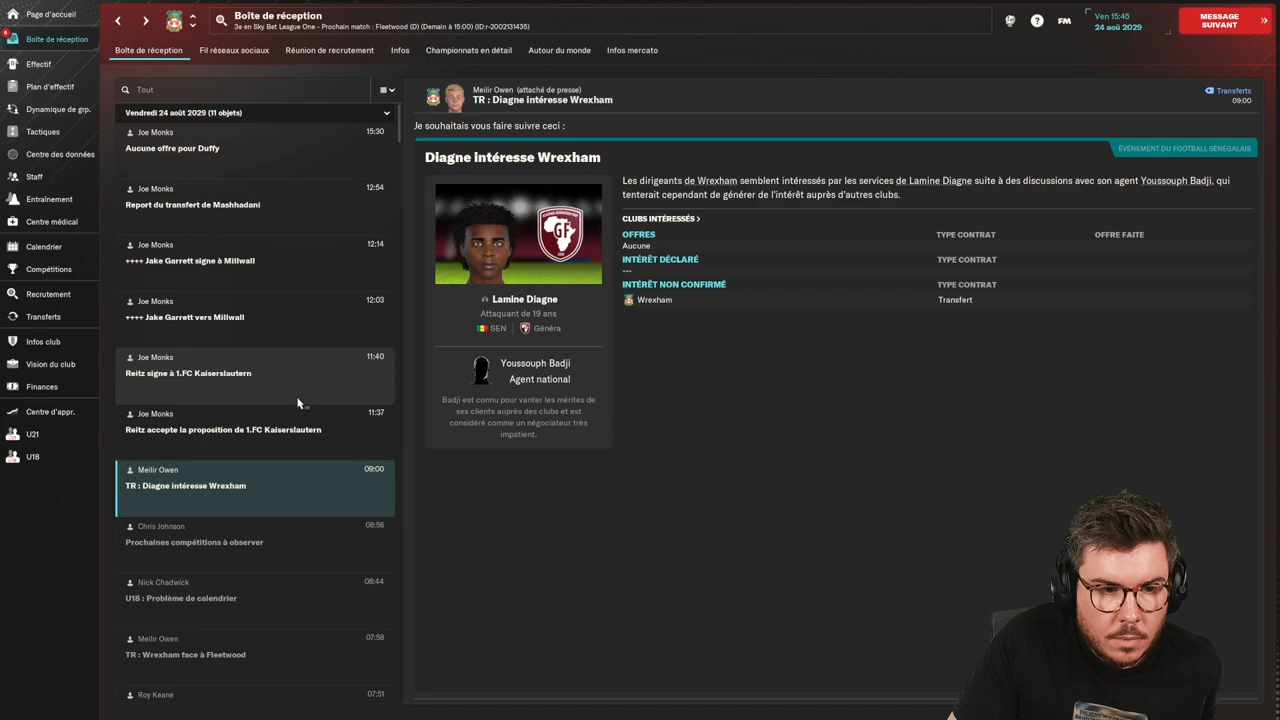 Page d'accueil
6
Boîte de réception
Effectif
Plan d'effectif
Dynamique de grp.
Tactiques
Centre des données
Staff
Entraînement
Centre médical
Calendrier
Compétitions
Recrutement
Transferts
Infos club
Vision du club
Finances
Centre d'appr.
U21
U18
Boîte de réception
3e en Sky Bet League One - Prochain match : Fleetwood (D) (Demain à 15:00) (ID:r-2002131435)
FM
Ven 15:45
24 août 2029
MESSAGE
SUIVANT
Boîte de réception
Fil réseaux sociaux
Réunion de recrutement
Infos
Championnats en détail
Autour du monde
Infos mercato
Tout
Vendredi 24 août 2029 (11 objets)
Joe Monks 15:30
Aucune offre pour Duffy
Joe Monks 12:54
Report du transfert de Mashhadani
Joe Monks 12:14
++++ Jake Garrett signe à Millwall
Joe Monks 12:03
++++ Jake Garrett vers Millwall
Joe Monks 11:40
Reitz signe à 1.FC Kaiserslautern
Joe Monks 11:37
Reitz accepte la proposition de 1.FC Kaiserslautern
Meilir Owen 09:00
TR : Diagne intéresse Wrexham
Chris Johnson 08:56
Prochaines compétitions à observer
Nick Chadwick 08:44
U18 : Problème de calendrier
Meilir Owen 07:58
TR : Wrexham face à Fleetwood
Roy Keane 07:51
Meilir Owen (attaché de presse)
TR : Diagne intéresse Wrexham
Transferts
09:00
Je souhaitais vous faire suivre ceci :
ÉVÉNEMENT DU FOOTBALL SÉNÉGALAIS
Diagne intéresse Wrexham
GF
Lamine Diagne
Attaquant de 19 ans
SEN
Généra
Youssouph Badji
Agent national
Badji est connu pour vanter les mérites de
ses clients auprès des clubs et est
considéré comme un négociateur très
impatient.
Les dirigeants de Wrexham semblent intéressés par les services de Lamine Diagne suite à des discussions avec son agent Youssouph Badji, qui
tenterait cependant de générer de l'intérêt auprès d'autres clubs.
CLUBS INTÉRESSÉS
OFFRES TYPE CONTRAT OFFRE FAITE
Aucune
INTÉRÊT DÉCLARÉ TYPE CONTRAT
---
INTÉRÊT NON CONFIRMÉ TYPE CONTRAT
Wrexham Transfert